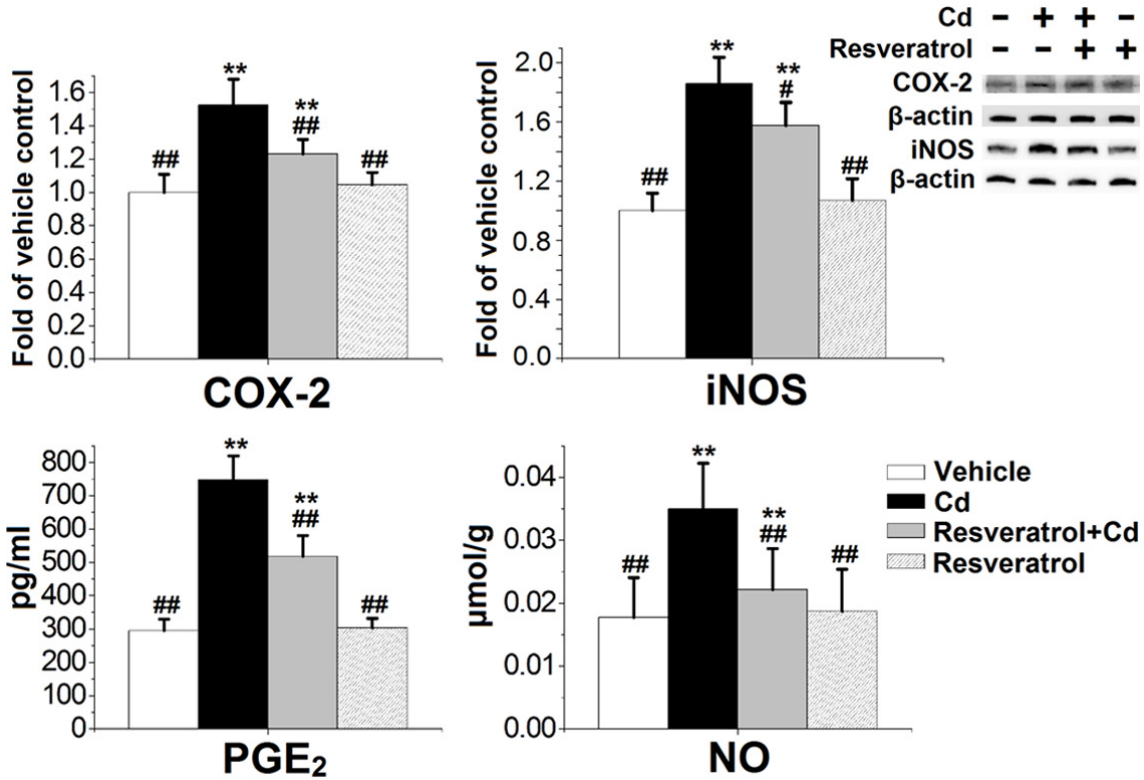 Fold of vehicle control
1.6
1.4
1.2
1.0
0.8
0.6
0.4
0.2
0.0
##
**
**
##
##
COX-2
Fold of vehicle control
2.0
1.6
1.2
0.8
0.4
0.0
##
**
**
#
##
iNOS
Cd - + + -
Resveratrol - - + +
COX-2
β-actin
iNOS
β-actin
pg/ml
800
700
600
500
400
300
200
100
0
##
**
**
##
##
PGE₂
μmol/g
0.04
0.03
0.02
0.01
0.00
##
**
**
##
##
NO
Vehicle
Cd
Resveratrol+Cd
Resveratrol